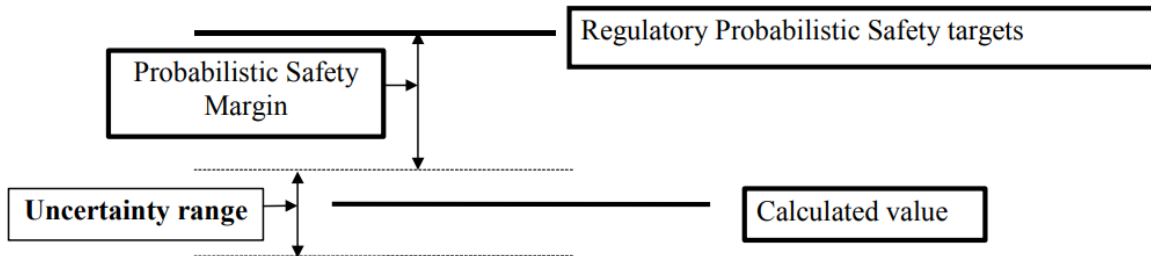 Regulatory Probabilistic Safety targets
Probabilistic Safety
Margin
Uncertainty range
Calculated value